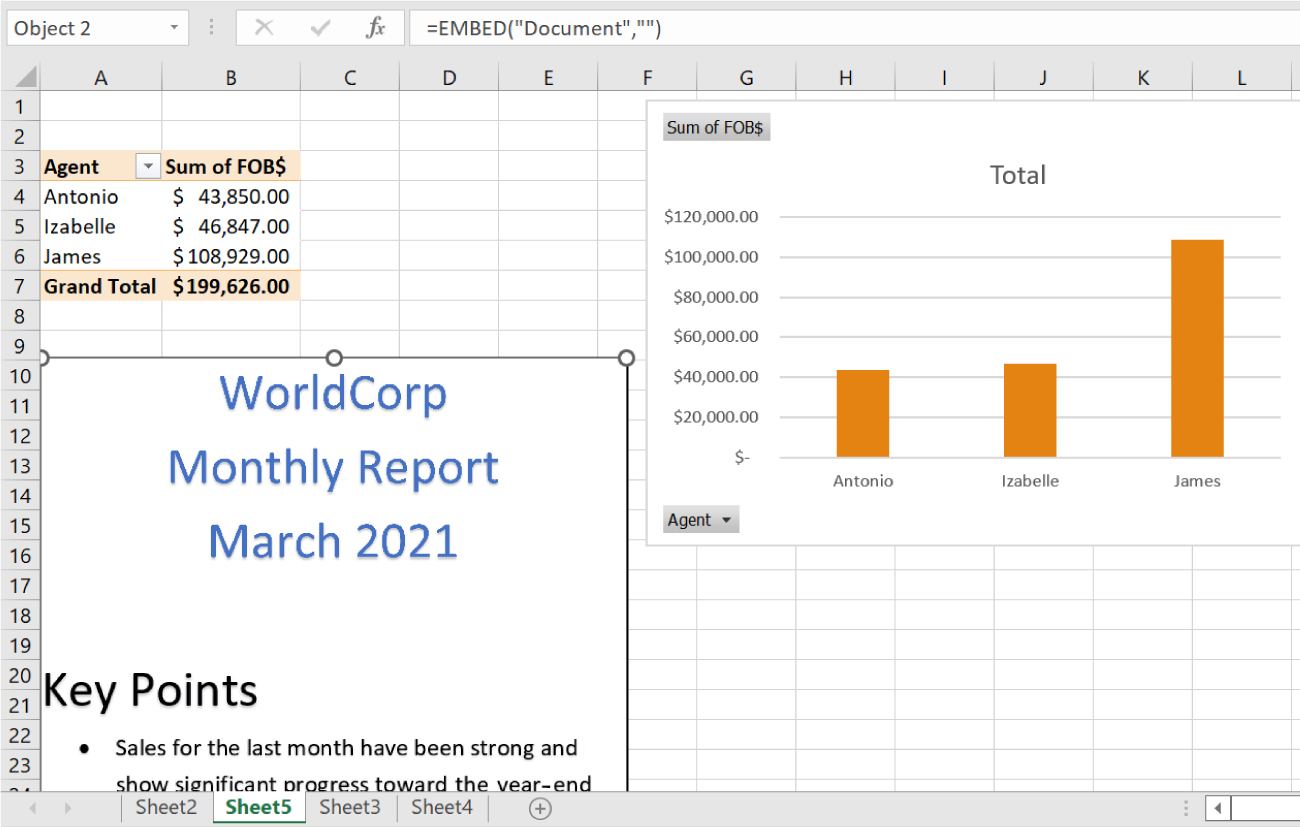 Object 2 fx =EMBED("Document","")
A B C D E F G H I J K L
1
2
3 Agent Sum of FOB$
4 Antonio $ 43,850.00
5 Izabelle $ 46,847.00
6 James $108,929.00
7 Grand Total $199,626.00
8
9
10
11
12
13
14
15
16
17
18
19
20
21
22
23
24
WorldCorp
Monthly Report
March 2021
Key Points
• Sales for the last month have been strong and
show significant progress toward the year-end
Sum of FOB$
Total
$120,000.00
$100,000.00
$80,000.00
$60,000.00
$40,000.00
$20,000.00
$-
Antonio Izabelle James
Agent
Sheet2 Sheet5 Sheet3 Sheet4